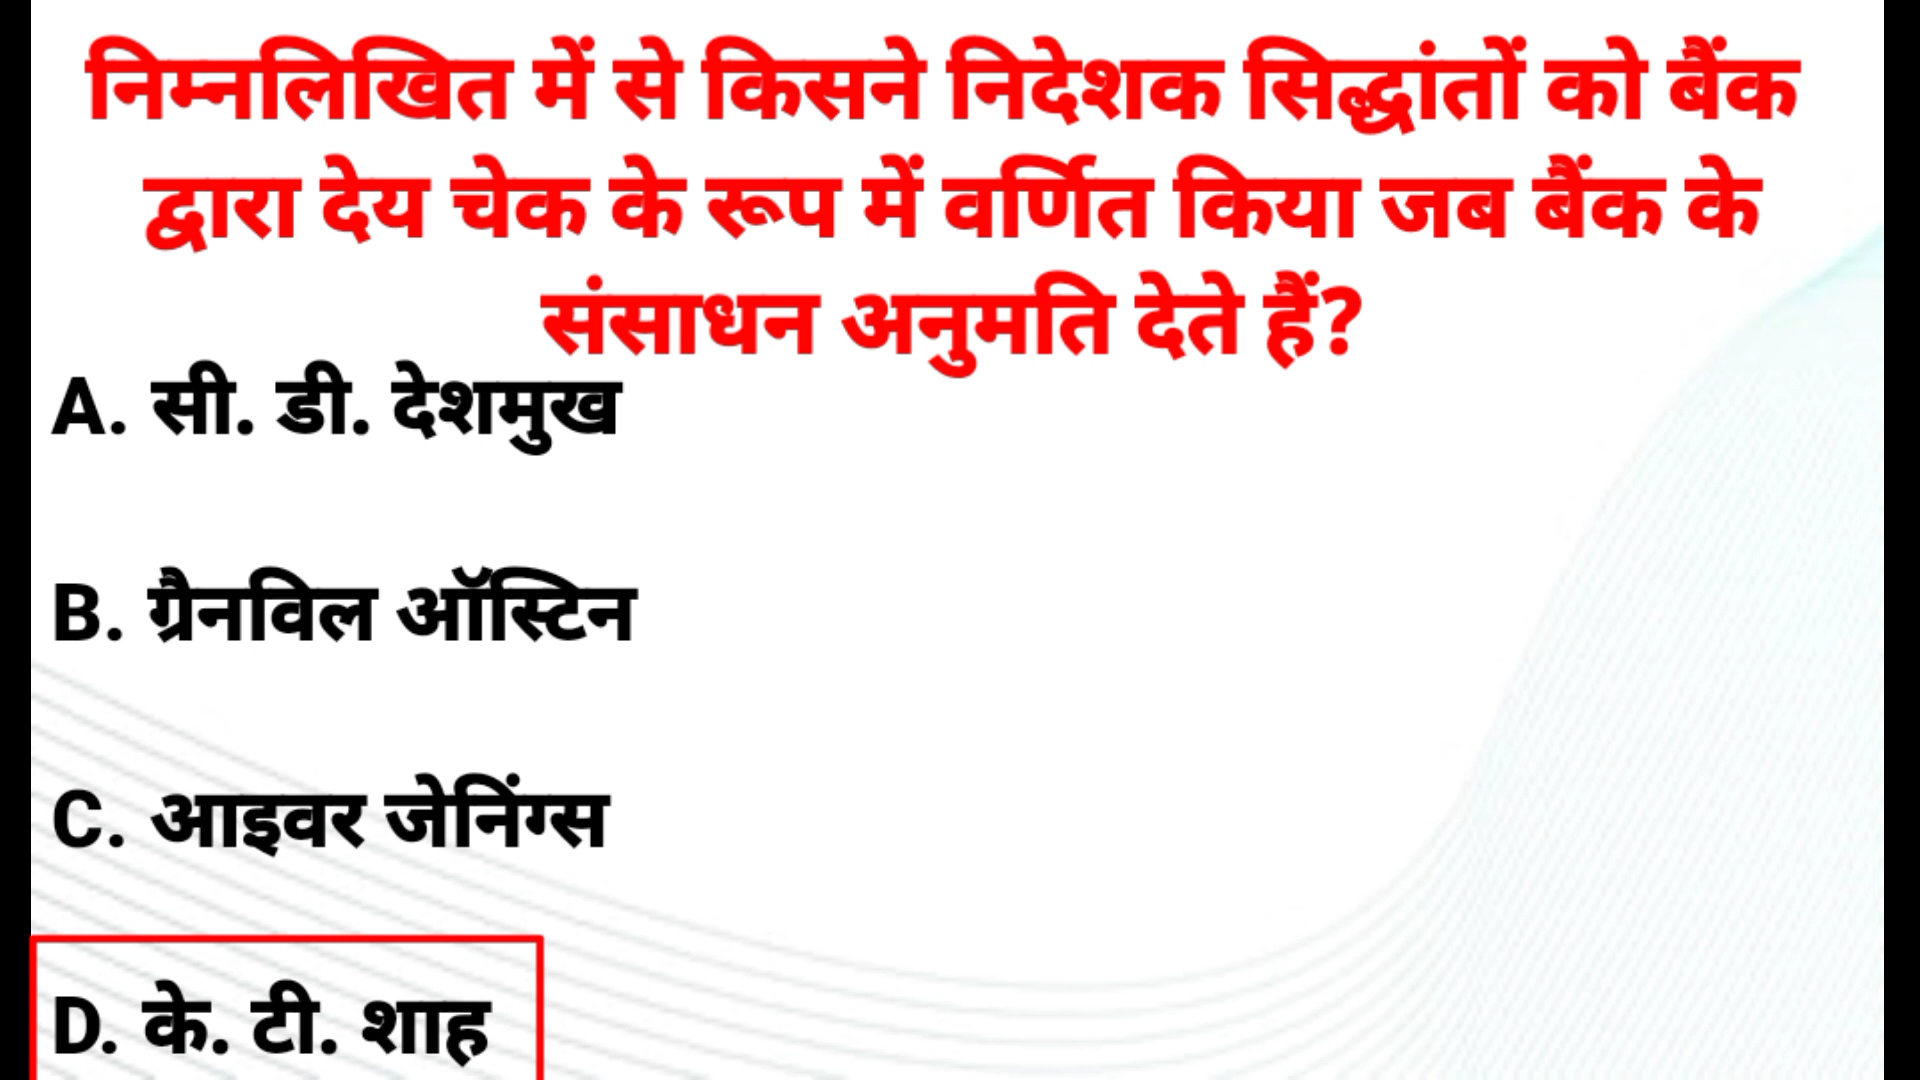 निम्नलिखित में से किसने निदेशक सिद्धांतों को बैंक
द्वारा देय चेक के रूप में वर्णित किया जब बैंक के
संसाधन अनुमति देते हैं?
A. सी. डी. देशमुख
B. ग्रैनविल ऑस्टिन
C. आइवर जेनिंग्स
D. के. टी. शाह